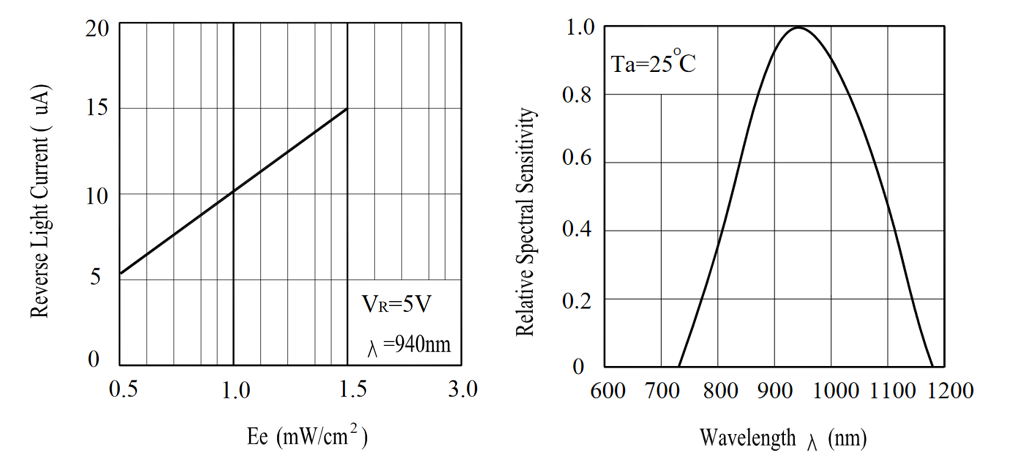 20
15
10
5
0
0.5 1.0 1.5 3.0
Reverse Light Current ( uA)
Ee (mW/cm²)
VR=5V
λ =940nm
1.0
0.8
0.6
0.4
0.2
0
600 700 800 900 1000 1100 1200
Relative Spectral Sensitivity
Wavelength λ (nm)
Ta=25°C